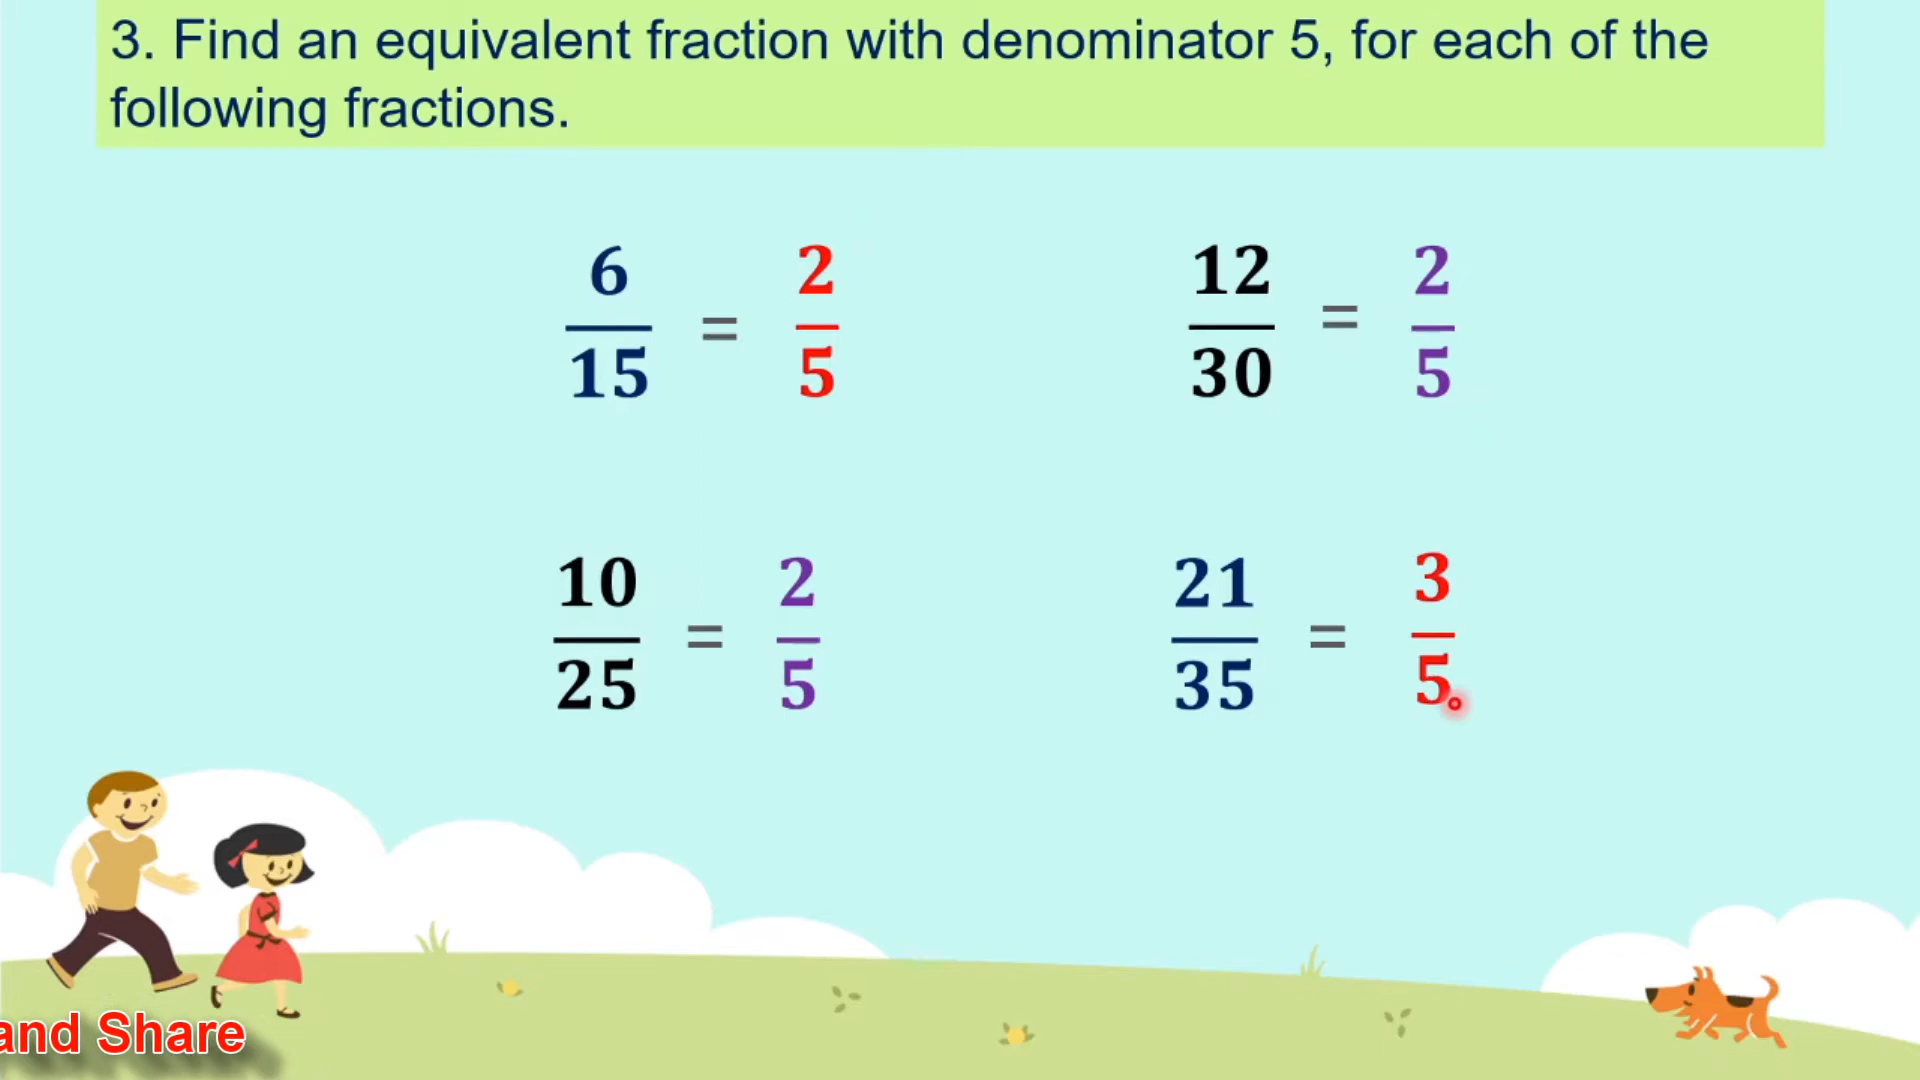 3. Find an equivalent fraction with denominator 5, for each of the
following fractions.
6/15 = 2/5
12/30 = 2/5
10/25 = 2/5
21/35 = 3/5
and Share